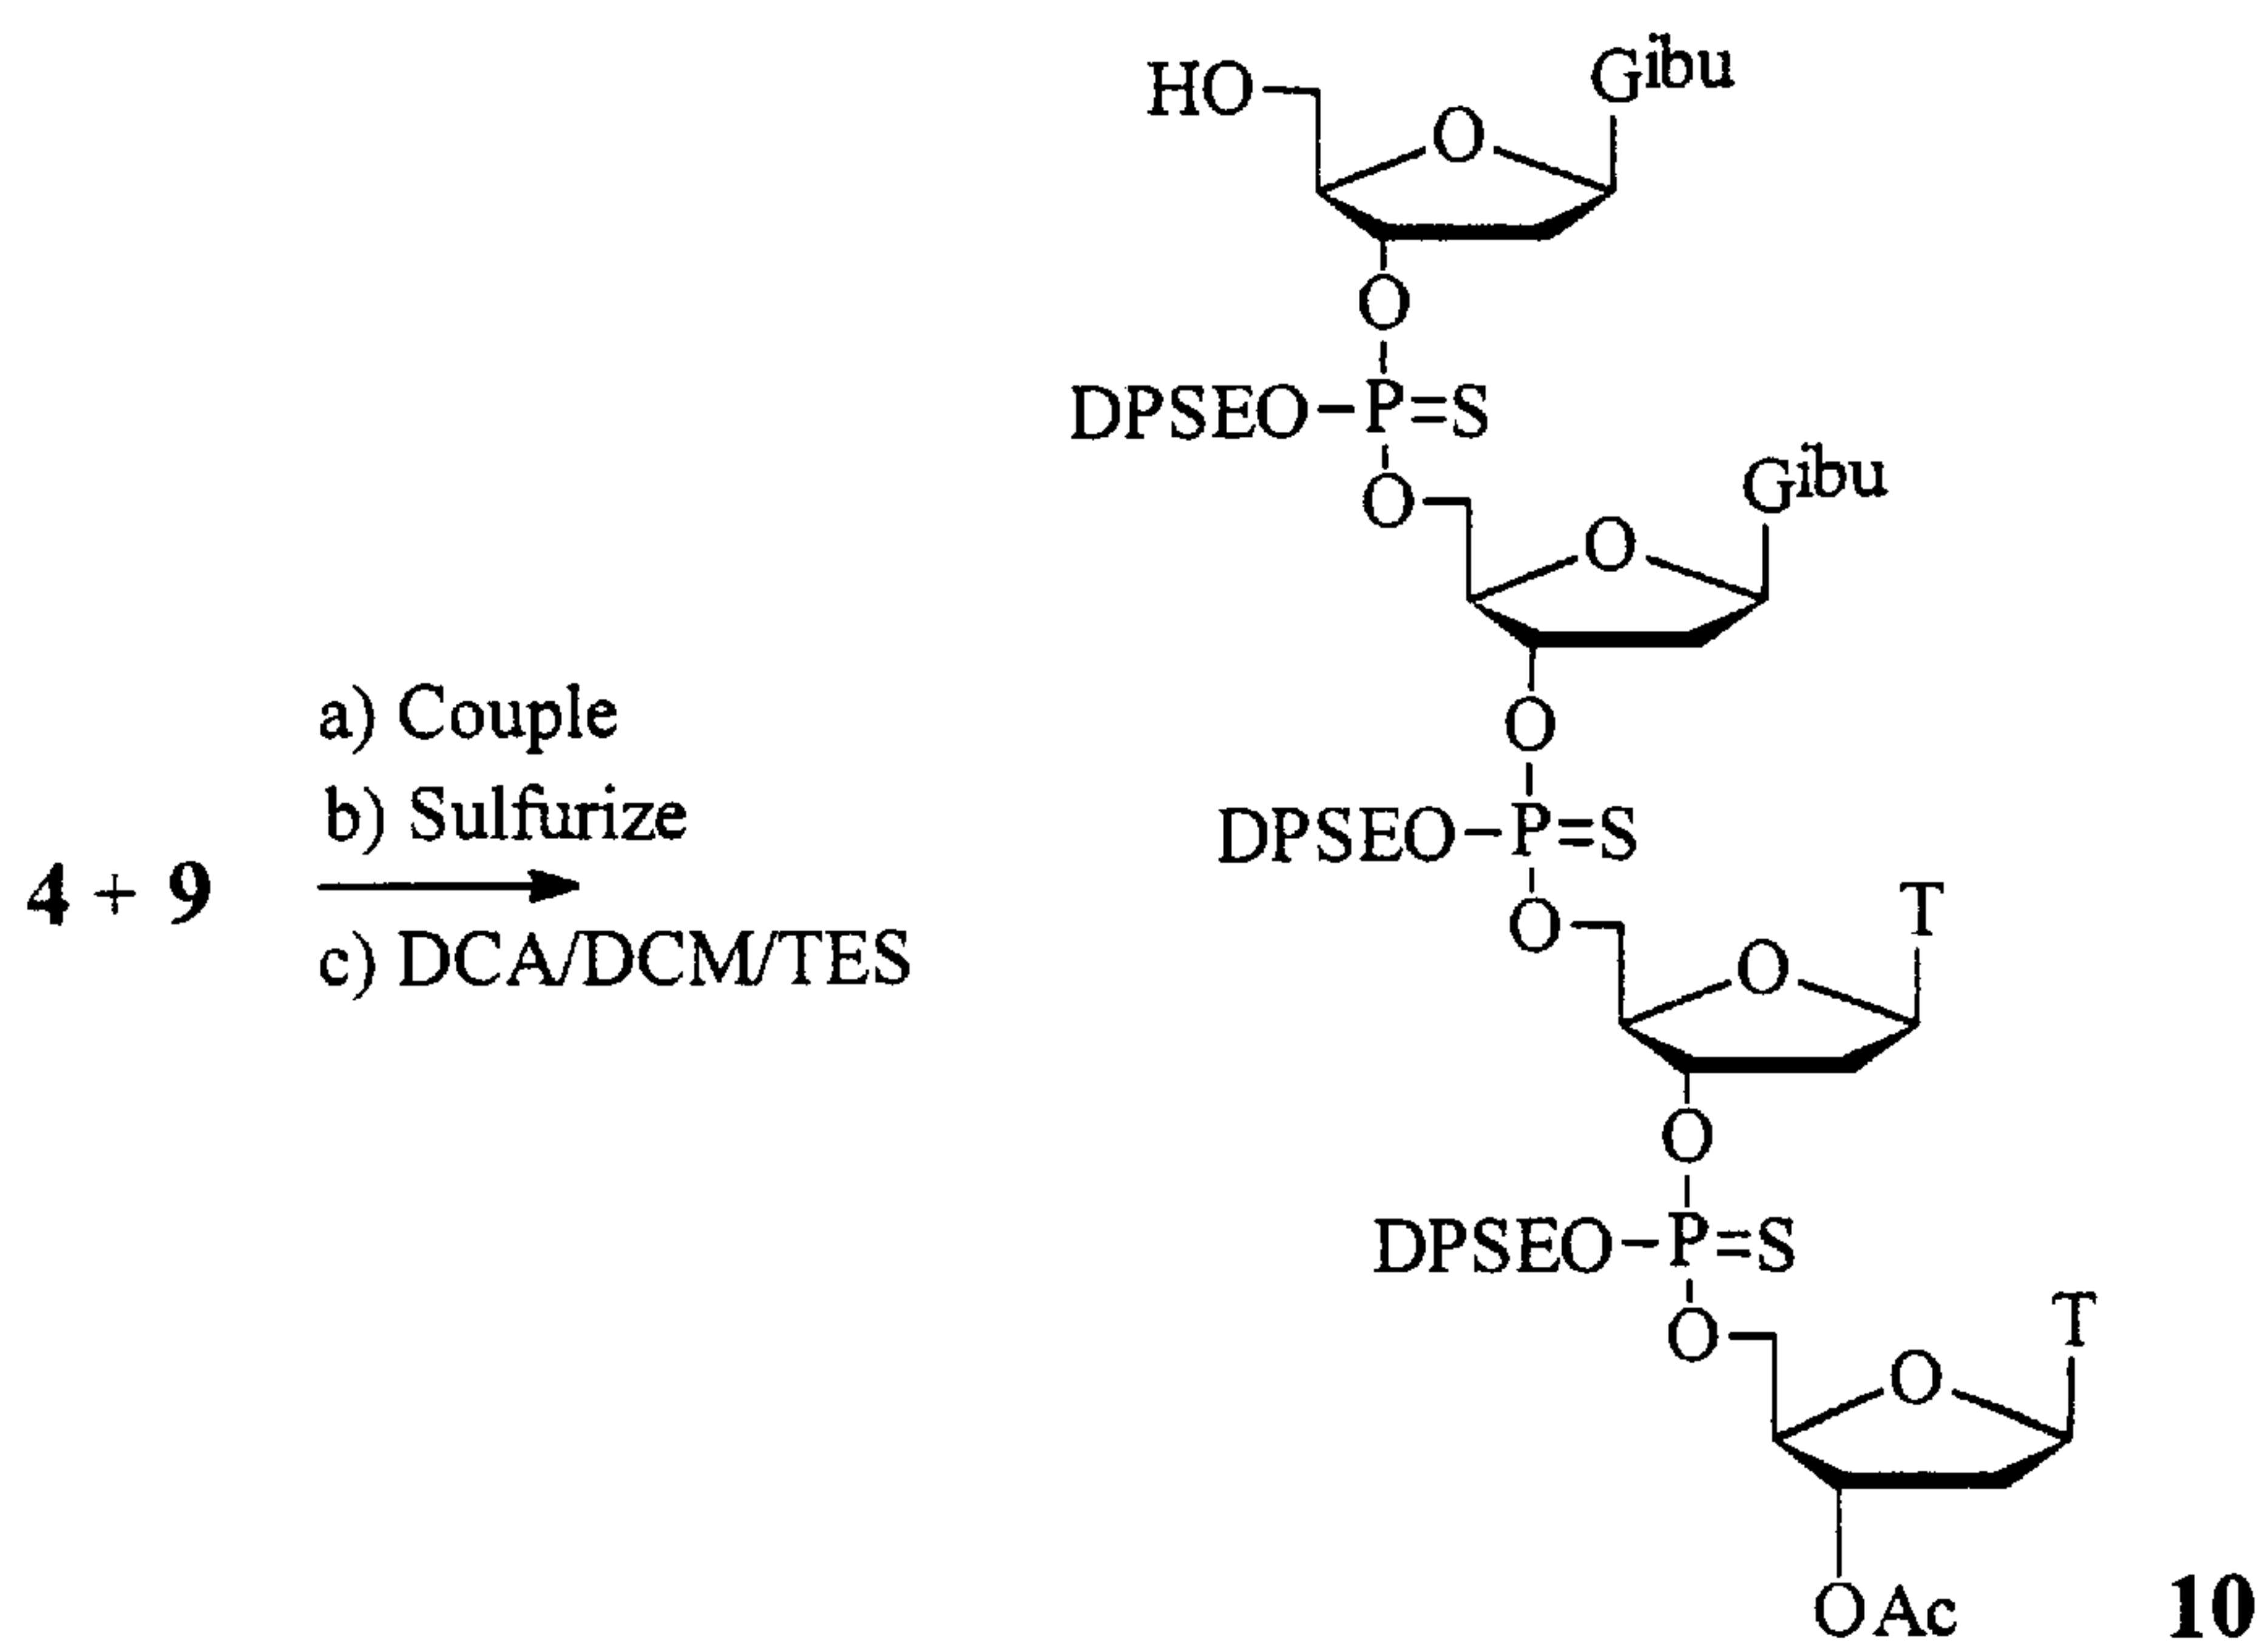 HO
Gibu
O
O
DPSEO–P=S
O
Gibu
O
O
DPSEO–P=S
O
T
O
O
DPSEO–P=S
O
T
O
OAc
10
4 + 9
a) Couple
b) Sulfurize
c) DCA/DCM/TES